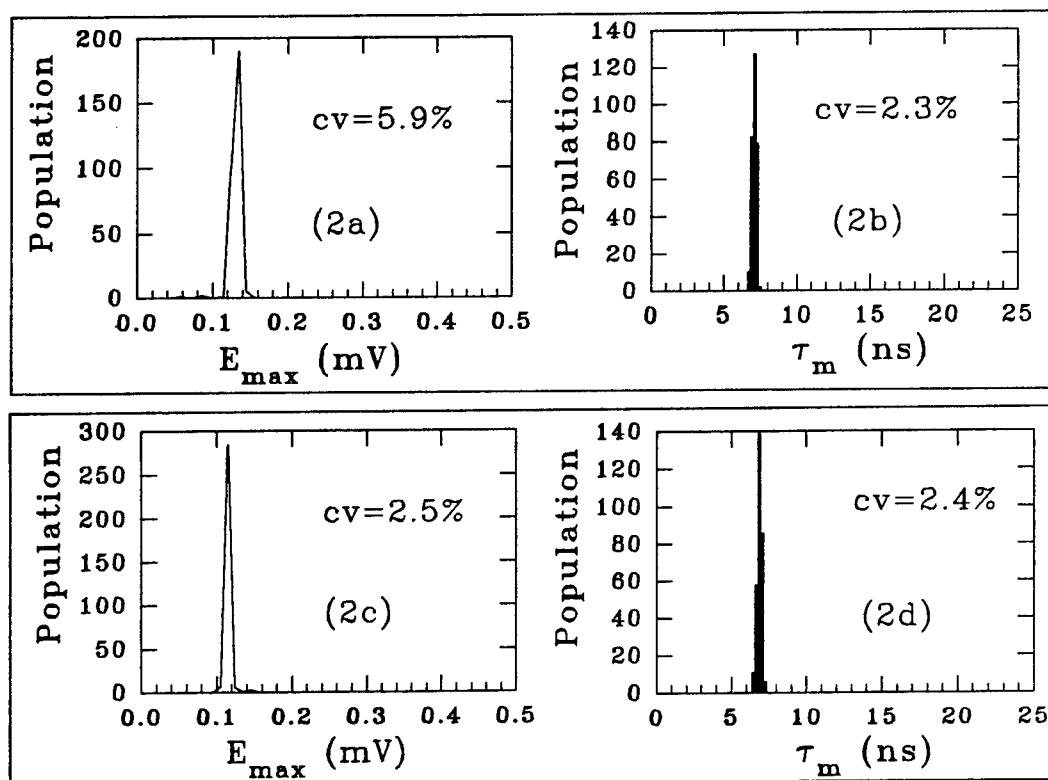 Population
200
150
100
50
0
cv=5.9%
(2a)
0.0 0.1 0.2 0.3 0.4 0.5
E_max (mV)
Population
140
120
100
80
60
40
20
0
cv=2.3%
(2b)
0 5 10 15 20 25
τ_m (ns)
Population
300
250
200
150
100
50
0
cv=2.5%
(2c)
0.0 0.1 0.2 0.3 0.4 0.5
E_max (mV)
Population
140
120
100
80
60
40
20
0
cv=2.4%
(2d)
0 5 10 15 20 25
τ_m (ns)